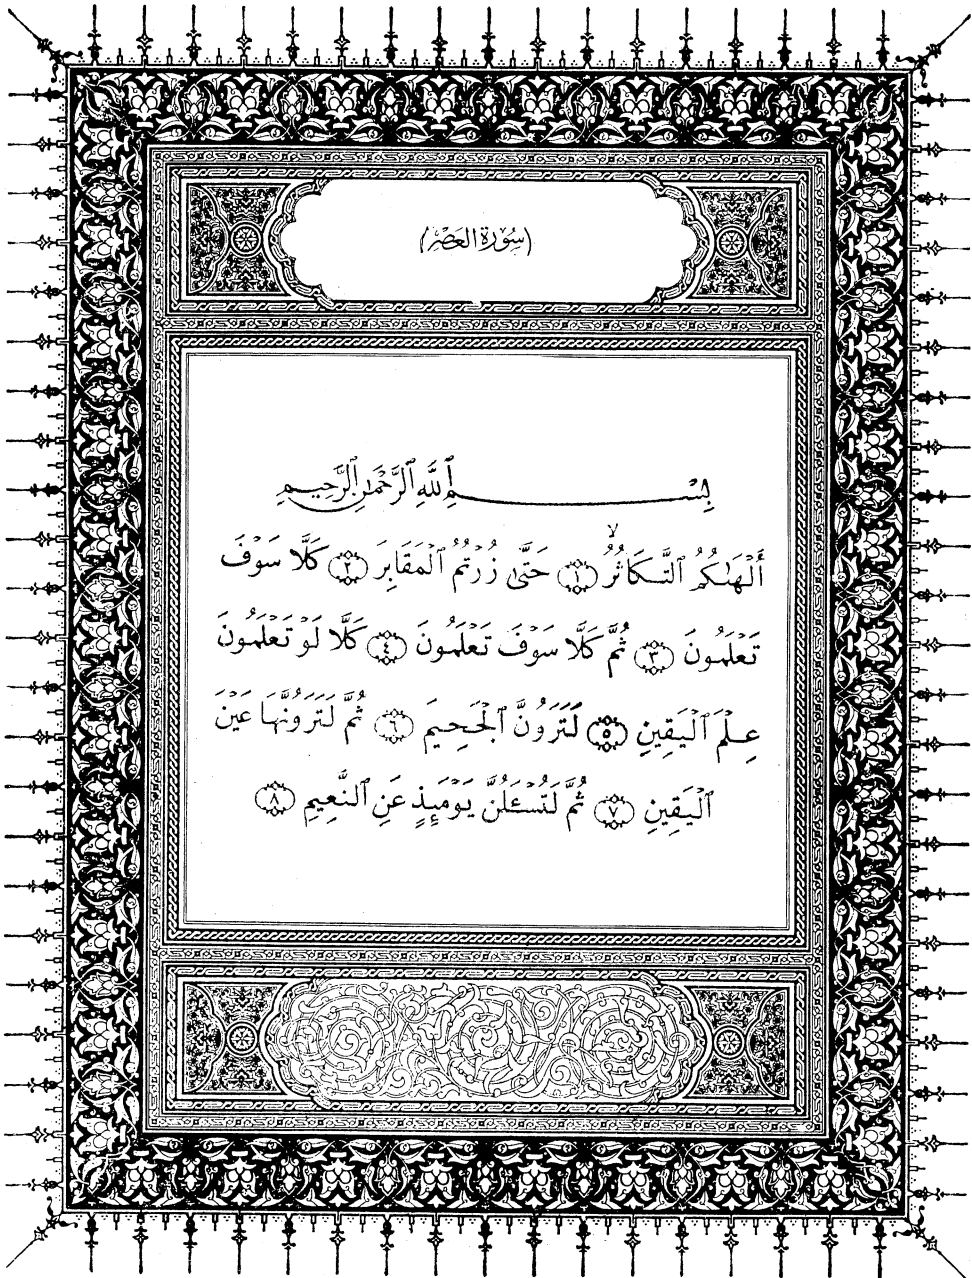 (سُورَة العَصْر)
بِسْمِ ٱللَّهِ ٱلرَّحْمَٰنِ ٱلرَّحِيمِ
أَلْهَىٰكُمُ ٱلتَّكَاثُرُ ۙ ١ حَتَّىٰ زُرْتُمُ ٱلْمَقَابِرَ ٢ كَلَّا سَوْفَ
تَعْلَمُونَ ٣ ثُمَّ كَلَّا سَوْفَ تَعْلَمُونَ ٤ كَلَّا لَوْ تَعْلَمُونَ
عِلْمَ ٱلْيَقِينِ ٥ لَتَرَوُنَّ ٱلْجَحِيمَ ٦ ثُمَّ لَتَرَوُنَّهَا عَيْنَ
ٱلْيَقِينِ ٧ ثُمَّ لَتُسْـَٔلُنَّ يَوْمَئِذٍ عَنِ ٱلنَّعِيمِ ٨